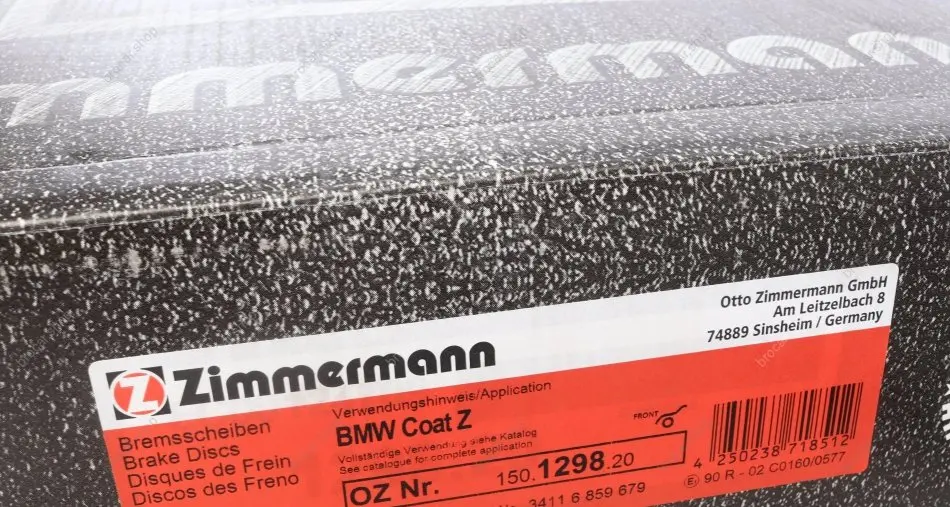 mmermann
Otto Zimmermann GmbH
Am Leitzelbach 8
74889 Sinsheim / Germany
Z Zimmermann
Bremsscheiben
Brake Discs
Disques de Frein
Discos des Freno
Verwendungshinweis/Application
BMW Coat Z
Vollständige Verwendung siehe Katalog
See catalogue for complete application
OZ Nr. 150.1298.20
3411 6 859 679
FRONT
4 250238 718512
E1 90 R - 02 C0160/0577